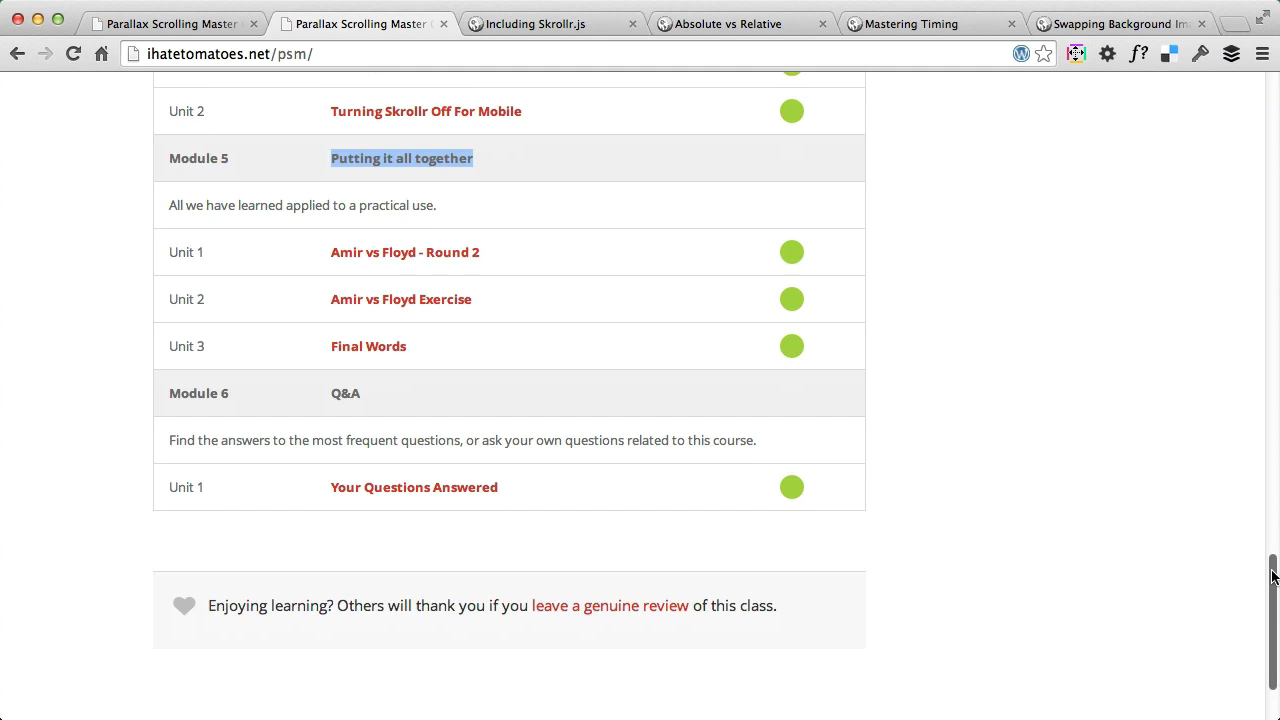 Parallax Scrolling Master
Parallax Scrolling Master C
Including Skrollr.js
Absolute vs Relative
Mastering Timing
Swapping Background Im
ihatetomatoes.net/psm/
f?
Unit 2 Turning Skrollr Off For Mobile
Module 5 Putting it all together
All we have learned applied to a practical use.
Unit 1 Amir vs Floyd - Round 2
Unit 2 Amir vs Floyd Exercise
Unit 3 Final Words
Module 6 Q&A
Find the answers to the most frequent questions, or ask your own questions related to this course.
Unit 1 Your Questions Answered
Enjoying learning? Others will thank you if you leave a genuine review of this class.